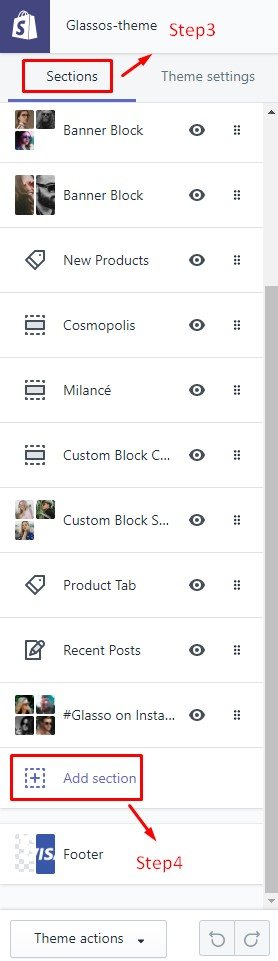 Glassos-theme
Step3
Sections
Theme settings
Banner Block
Banner Block
New Products
Cosmopolis
Milancé
Custom Block C...
Custom Block S...
Product Tab
Recent Posts
#Glasso on Insta...
Add section
Footer
Step4
Theme actions